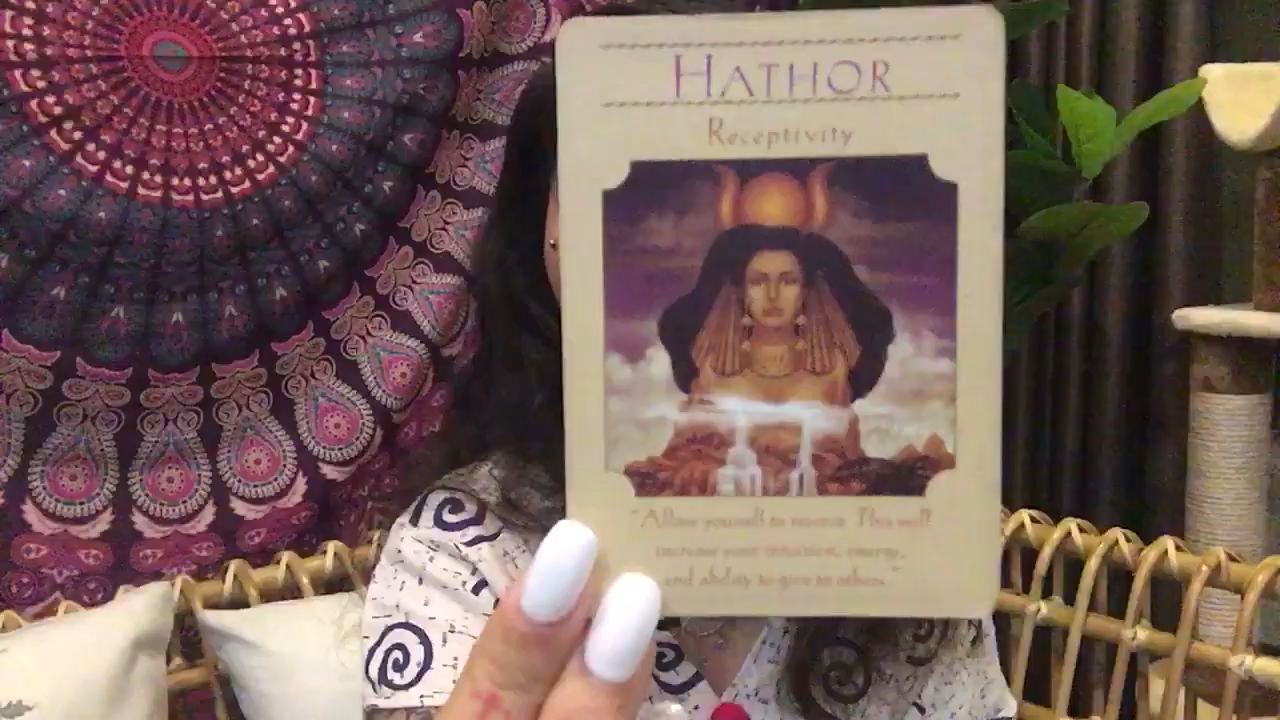 HATHOR
Receptivity
"Allow yourself to receive. This will
increase your intuition, energy,
and ability to give to others."